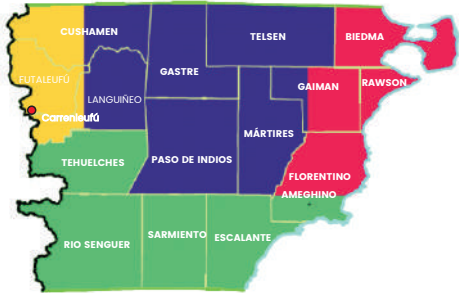 CUSHAMEN
TELSEN
BIEDMA
GASTRE
FUTALEUFÚ
LANGUIÑEO
GAIMAN
RAWSON
Carrenleufú
MÁRTIRES
TEHUELCHES
PASO DE INDIOS
FLORENTINO
AMEGHINO
RIO SENGUER
SARMIENTO
ESCALANTE